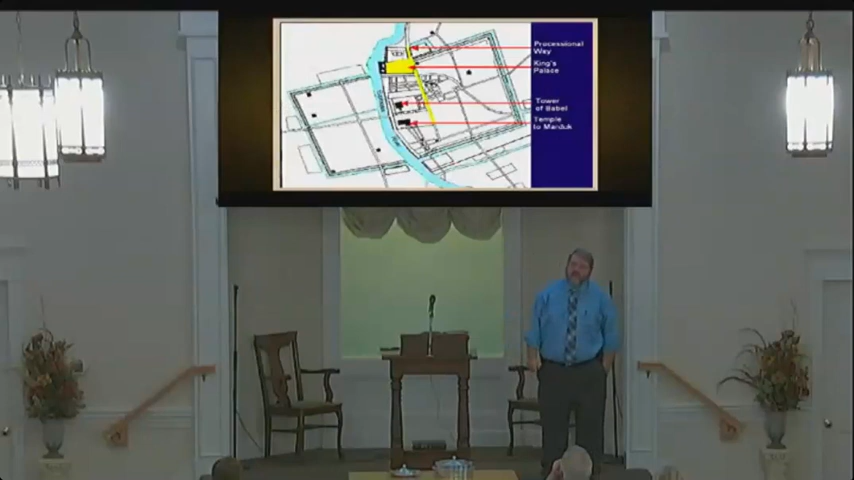 Processional
Way
King's
Palace
Tower
of Babel
Temple
to Marduk